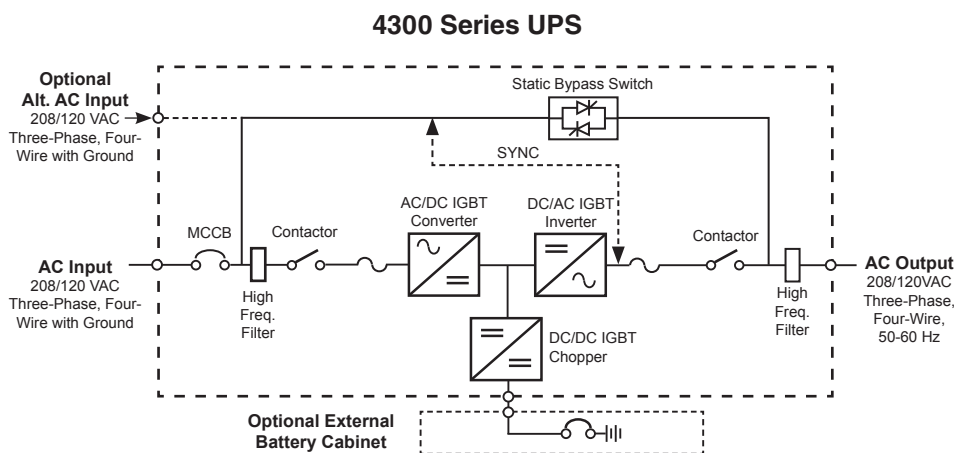 4300 Series UPS
Optional
Alt. AC Input
208/120 VAC
Three-Phase, Four-
Wire with Ground
Static Bypass Switch
SYNC
MCCB
Contactor
AC/DC IGBT
Converter
DC/AC IGBT
Inverter
Contactor
AC Input
208/120 VAC
Three-Phase, Four-
Wire with Ground
High
Freq.
Filter
High
Freq.
Filter
AC Output
208/120VAC
Three-Phase,
Four-Wire,
50-60 Hz
DC/DC IGBT
Chopper
Optional External
Battery Cabinet